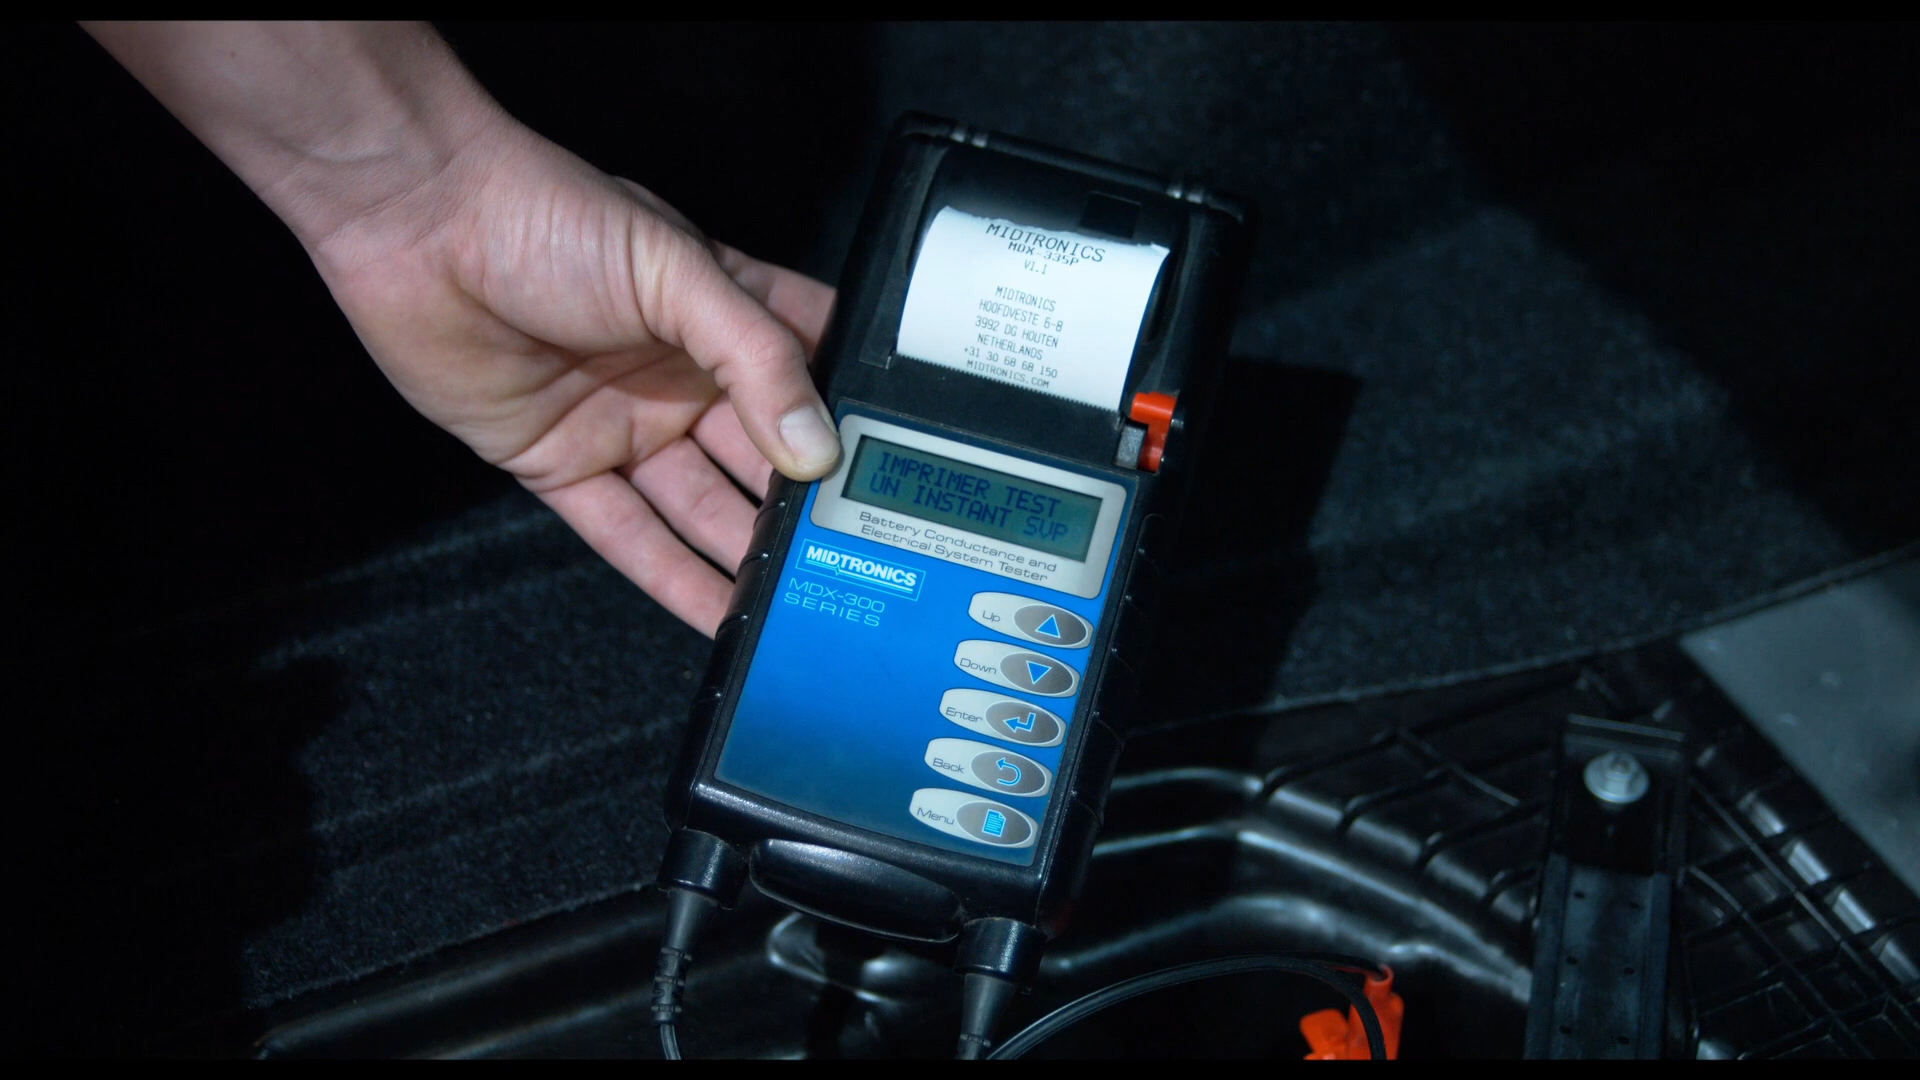 MIDTRONICS
MDX-335P
V1.1
MIDTRONICS
HOOFDVESTE 6-8
3992 DG HOUTEN
NETHERLANDS
+31 30 68 68 150
MIDTRONICS.COM
IMPRIMER TEST
UN INSTANT SVP
Battery Conductance and
Electrical System Tester
MIDTRONICS
MDX-300
SERIES
Up
Down
Enter
Back
Menu